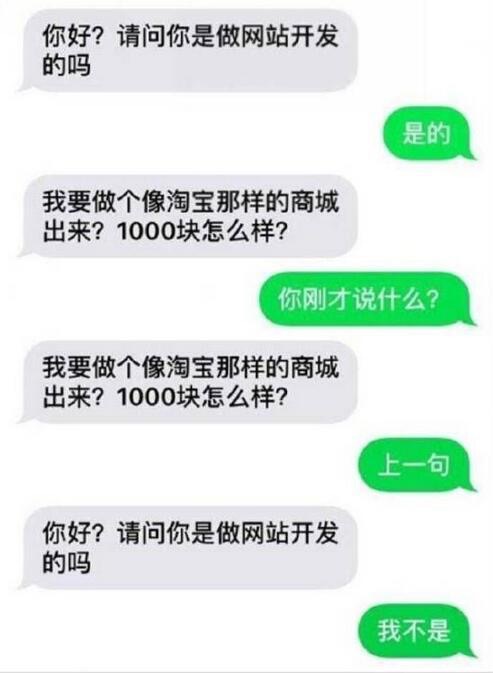 你好？请问你是做网站开发
的吗
是的
我要做个像淘宝那样的商城
出来？1000块怎么样？
你刚才说什么？
我要做个像淘宝那样的商城
出来？1000块怎么样？
上一句
你好？请问你是做网站开发
的吗
我不是